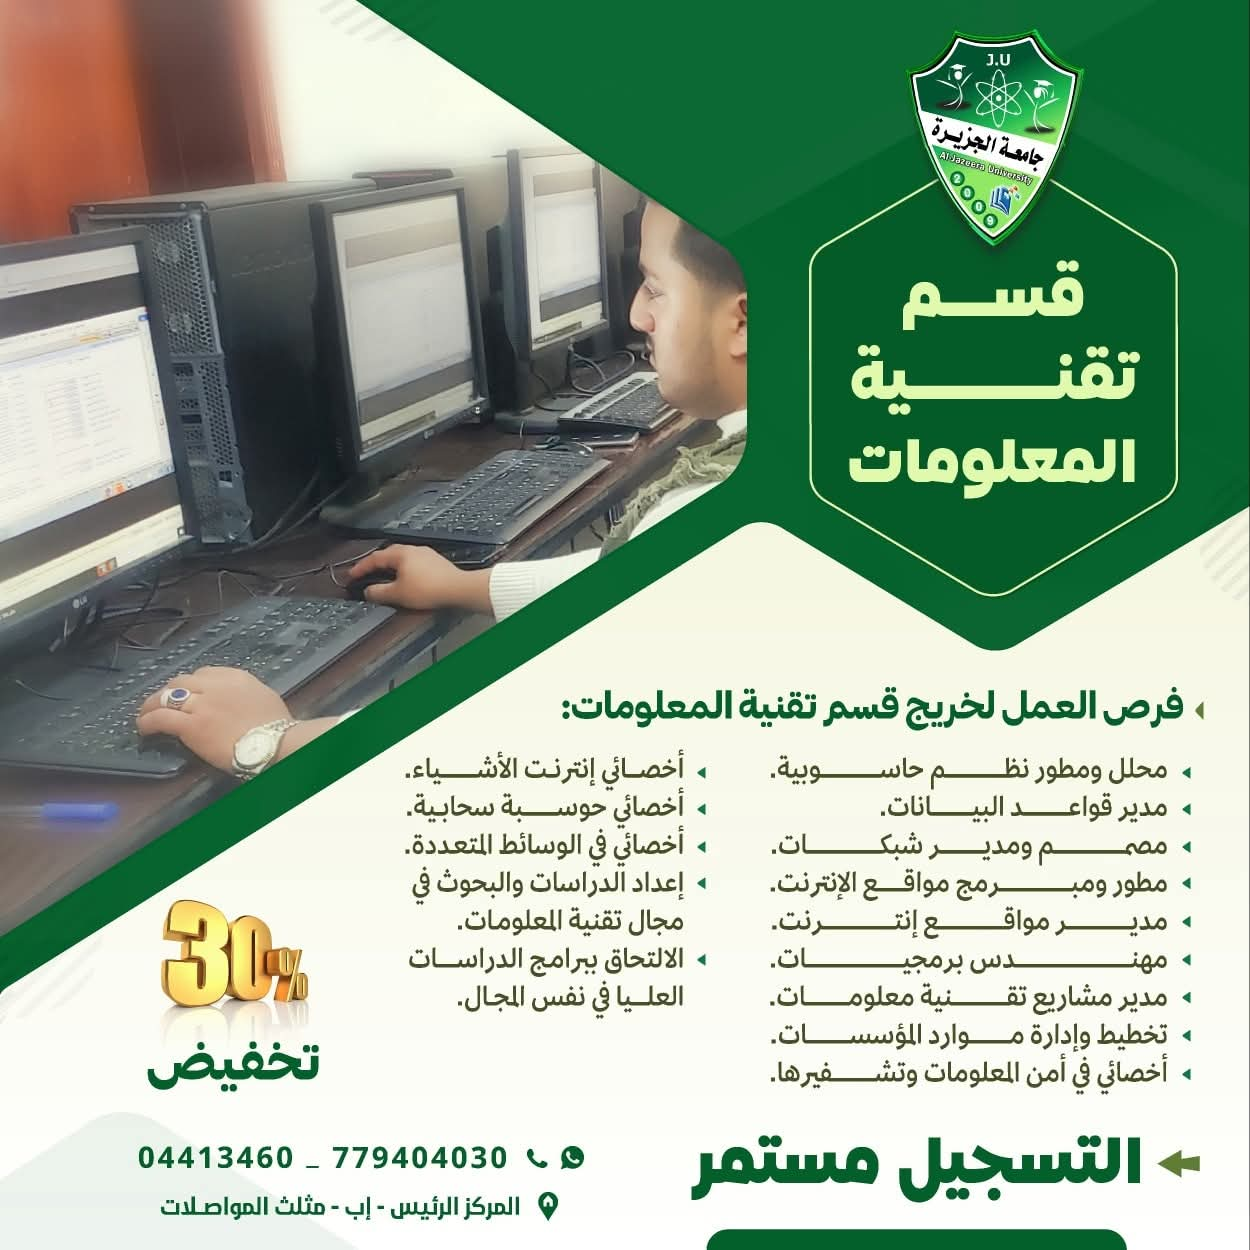 J.U
جامعة الجزيرة
Al.Jazeera University
2009
قسم
تقنية
المعلومات
فرص العمل لخريج قسم تقنية المعلومات:
محلل ومطور نظم حاسوبية.
مدير قواعد البيانات.
مصمم ومدير شبكات.
مطور ومبرمج مواقع الإنترنت.
مدير مواقع إنترنت.
مهندس برمجيات.
مدير مشاريع تقنية معلومات.
تخطيط وإدارة موارد المؤسسات.
أخصائي في أمن المعلومات وتشفيرها.
أخصائي إنترنت الأشياء.
أخصائي حوسبة سحابية.
أخصائي في الوسائط المتعددة.
إعداد الدراسات والبحوث في
مجال تقنية المعلومات.
الالتحاق ببرامج الدراسات
العليا في نفس المجال.
30%
تخفيض
التسجيل مستمر
04413460 _ 779404030
المركز الرئيس - إب - مثلث المواصلات